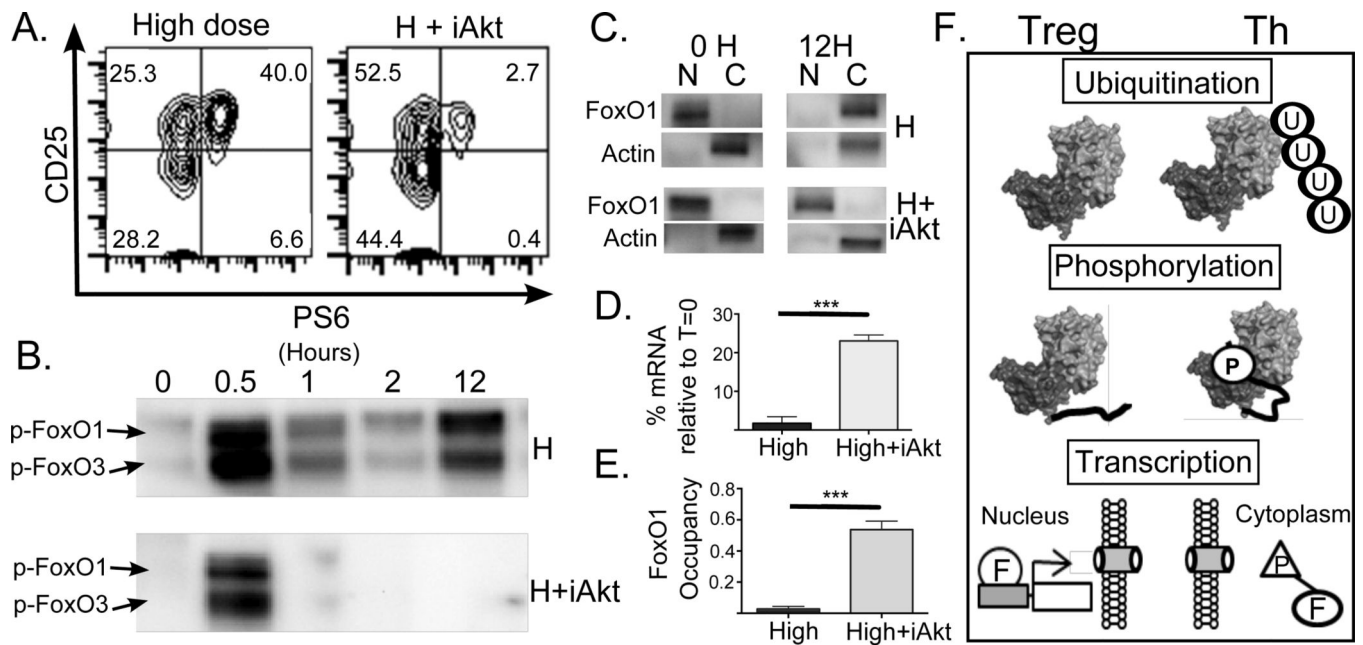 A.
High dose
H + iAkt
25.3
40.0
52.5
2.7
CD25
28.2
6.6
44.4
0.4
PS6
B.
(Hours)
0
0.5
1
2
12
p-FoxO1
p-FoxO3
H
p-FoxO1
p-FoxO3
H+iAkt
C.
0 H
12H
N
C
N
C
FoxO1
Actin
H
FoxO1
Actin
H+
iAkt
D.
% mRNA
relative to T=0
30
20
10
***
High
High+iAkt
E.
FoxO1
Occupancy
0.8
0.6
0.4
0.2
***
High
High+iAkt
F.
Treg
Th
Ubiquitination
U
U
U
U
Phosphorylation
P
Transcription
Nucleus
Cytoplasm
F
P
F